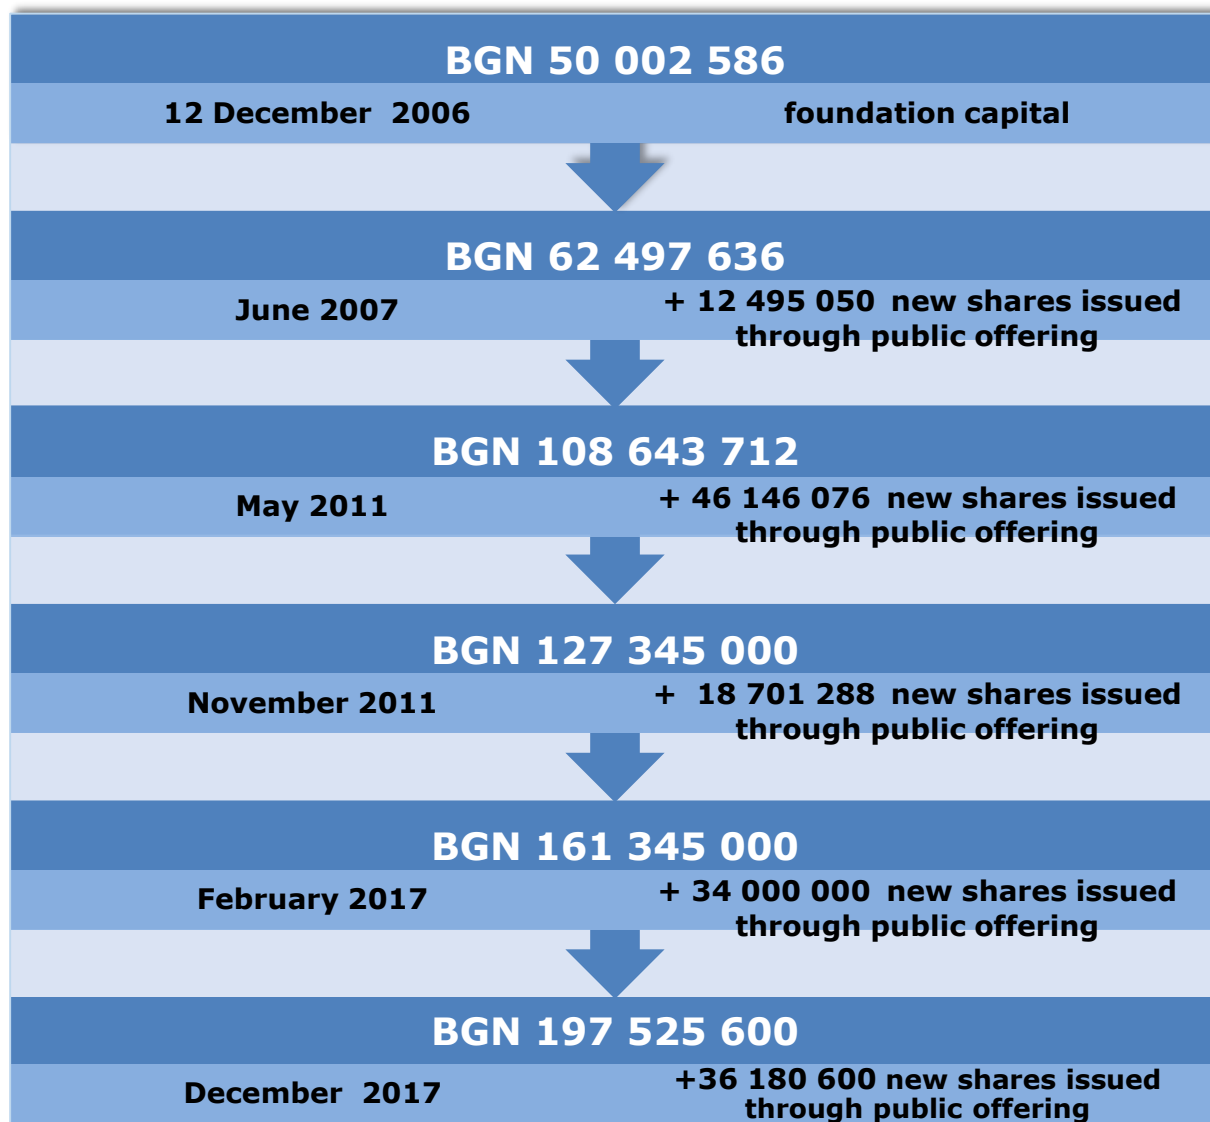 BGN 50 002 586
12 December 2006 foundation capital
BGN 62 497 636
June 2007
+ 12 495 050 new shares issued
through public offering
BGN 108 643 712
May 2011
+ 46 146 076 new shares issued
through public offering
BGN 127 345 000
November 2011
+ 18 701 288 new shares issued
through public offering
BGN 161 345 000
February 2017
+ 34 000 000 new shares issued
through public offering
BGN 197 525 600
December 2017
+36 180 600 new shares issued
through public offering